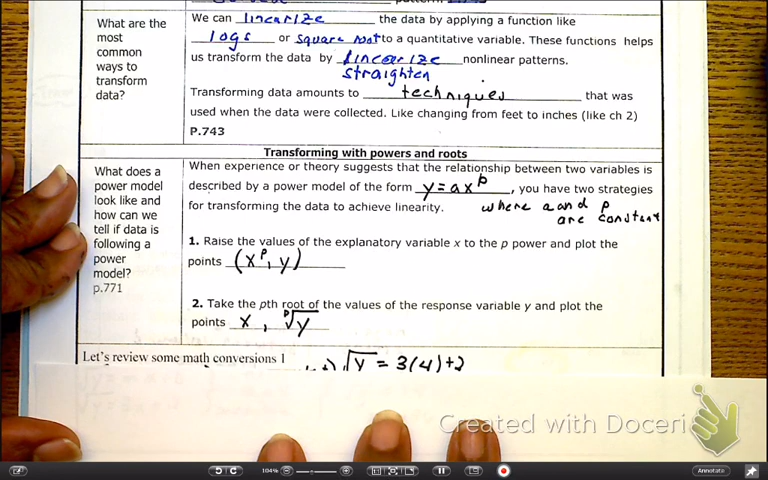 What are the
most
common
ways to
transform
data?
We can linearize the data by applying a function like
logs or square root to a quantitative variable. These functions helps
us transform the data by linearize nonlinear patterns.
straighten
Transforming data amounts to techniques that was
used when the data were collected. Like changing from feet to inches (like ch 2)
P.743
Transforming with powers and roots
What does a
power model
look like and
how can we
tell if data is
following a
power
model?
p.771
When experience or theory suggests that the relationship between two variables is
described by a power model of the form y = ax^p, you have two strategies
for transforming the data to achieve linearity. where a and p
are constant
1. Raise the values of the explanatory variable x to the p power and plot the
points (x^p, y)
2. Take the pth root of the values of the response variable y and plot the
points x, ᵖ√y
Let's review some math conversions 1
√y = 3(4)+2
Created with Doceri
104%
Annotate